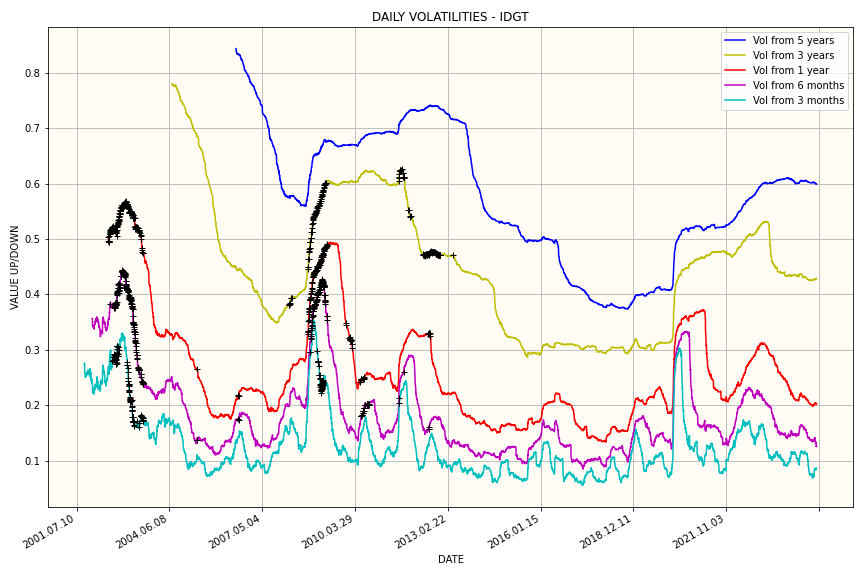 DAILY VOLATILITIES - IDGT
Vol from 5 years
Vol from 3 years
Vol from 1 year
Vol from 6 months
Vol from 3 months
VALUE UP/DOWN
0.8
0.7
0.6
0.5
0.4
0.3
0.2
0.1
2001.07.10
2004.06.08
2007.05.04
2010.03.29
2013.02.22
2016.01.15
2018.12.11
2021.11.03
DATE